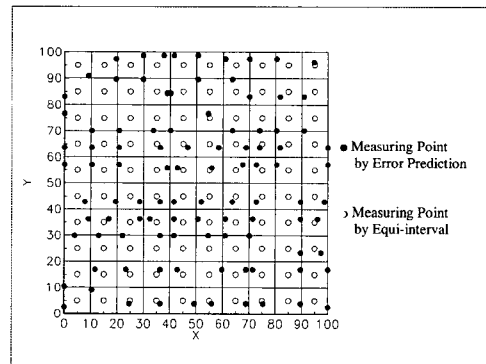 100
90
80
70
60
50
40
30
20
10
0
Y
0 10 20 30 40 50 60 70 80 90 100
X
Measuring Point
by Error Prediction
Measuring Point
by Equi-interval